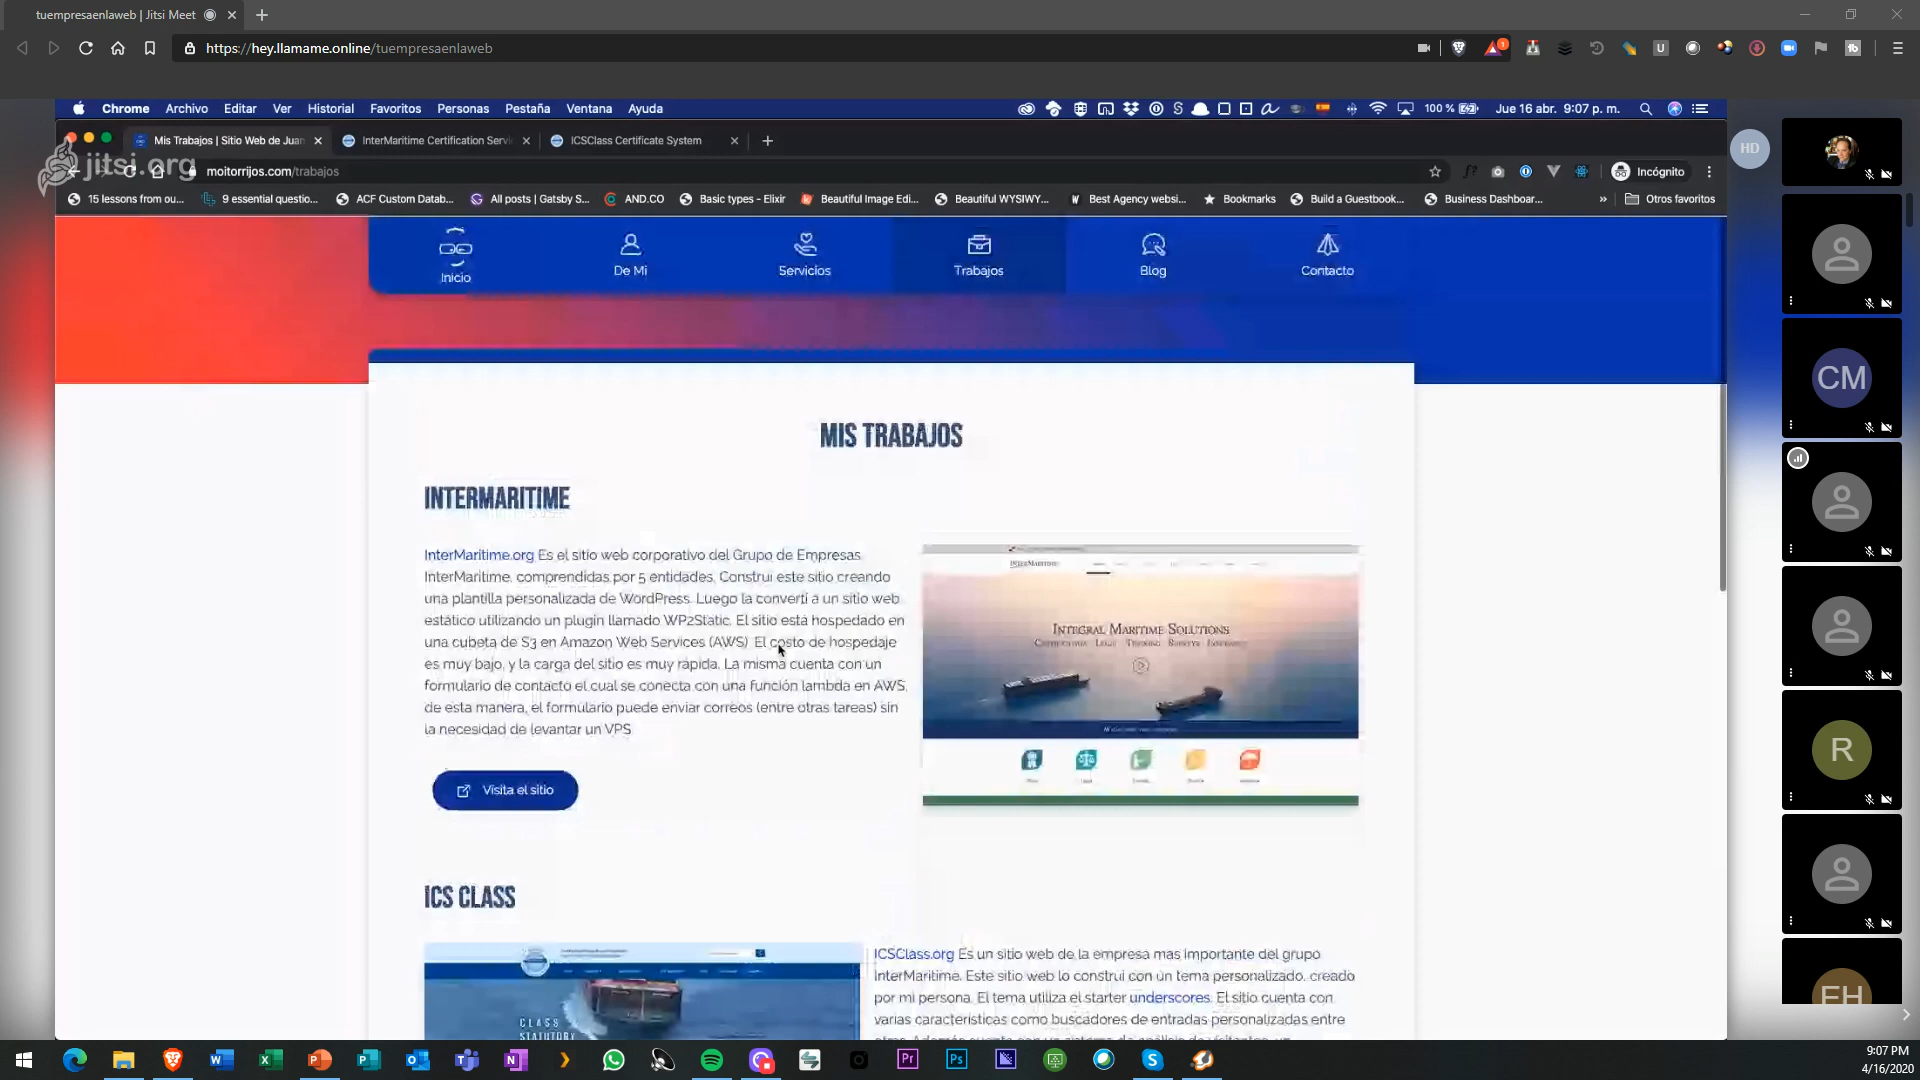 tuempresaenlaweb | Jitsi Meet
https://hey.llamame.online/tuempresaenlaweb
Chrome Archivo Editar Ver Historial Favoritos Personas Pestaña Ventana Ayuda
100 % Jue 16 abr. 9:07 p. m.
Mis Trabajos | Sitio Web de Juan
InterMaritime Certification Servi
ICSClass Certificate System
jitsi.org
moitorrijos.com/trabajos
Incógnito
15 lessons from ou...
9 essential questio...
ACF Custom Datab...
All posts | Gatsby S...
AND.CO
Basic types - Elixir
Beautiful Image Edi...
Beautiful WYSIWY...
Best Agency websi...
Bookmarks
Build a Guestbook...
Business Dashboar...
Otros favoritos
Inicio
De Mi
Servicios
Trabajos
Blog
Contacto
MIS TRABAJOS
INTERMARITIME
InterMaritime.org Es el sitio web corporativo del Grupo de Empresas
InterMaritime, comprendidas por 5 entidades. Construi este sitio creando
una plantilla personalizada de WordPress. Luego la convertí a un sitio web
estático utilizando un plugin llamado WP2Static. El sitio está hospedado en
una cubeta de S3 en Amazon Web Services (AWS). El costo de hospedaje
es muy bajo, y la carga del sitio es muy rápida. La misma cuenta con un
formulario de contacto el cual se conecta con una función lambda en AWS,
de esta manera, el formulario puede enviar correos (entre otras tareas) sin
la necesidad de levantar un VPS
Visita el sitio
INTERMARITIME
INTEGRAL MARITIME SOLUTIONS
ICS CLASS
CLASS
STATUTORY
ICSClass.org Es un sitio web de la empresa mas importante del grupo
InterMaritime. Este sitio web lo construi con un tema personalizado, creado
por mi persona. El tema utiliza el starter underscores. El sitio cuenta con
varias características como buscadores de entradas personalizadas entre
HD
CM
R
EH
9:07 PM
4/16/2020